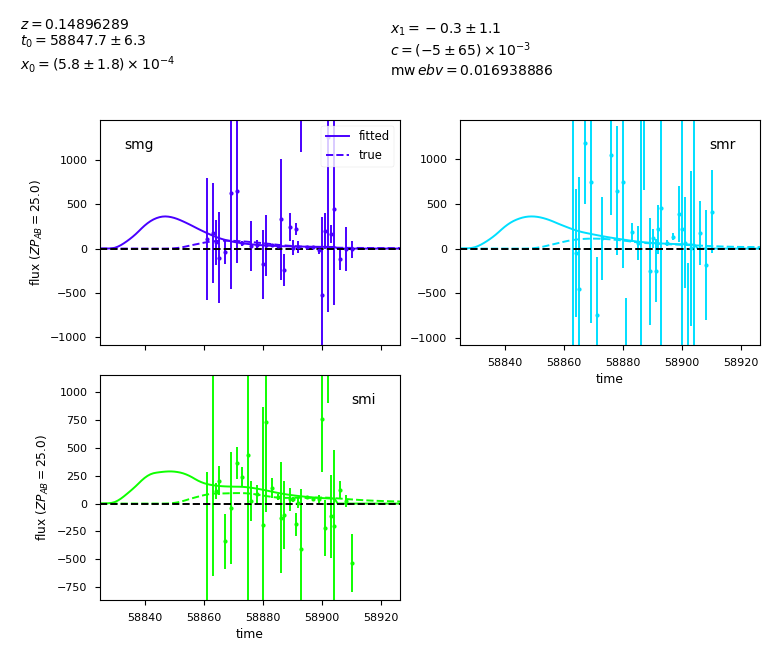 z = 0.14896289
t₀ = 58847.7 ± 6.3
x₀ = (5.8 ± 1.8) × 10⁻⁴
x₁ = −0.3 ± 1.1
c = (−5 ± 65) × 10⁻³
mw ebv = 0.016938886
smg
fitted
true
1000
500
0
−500
−1000
flux (ZP_AB = 25.0)
smr
1000
500
0
−500
−1000
58840 58860 58880 58900 58920
time
smi
1000
750
500
250
0
−250
−500
−750
flux (ZP_AB = 25.0)
58840 58860 58880 58900 58920
time